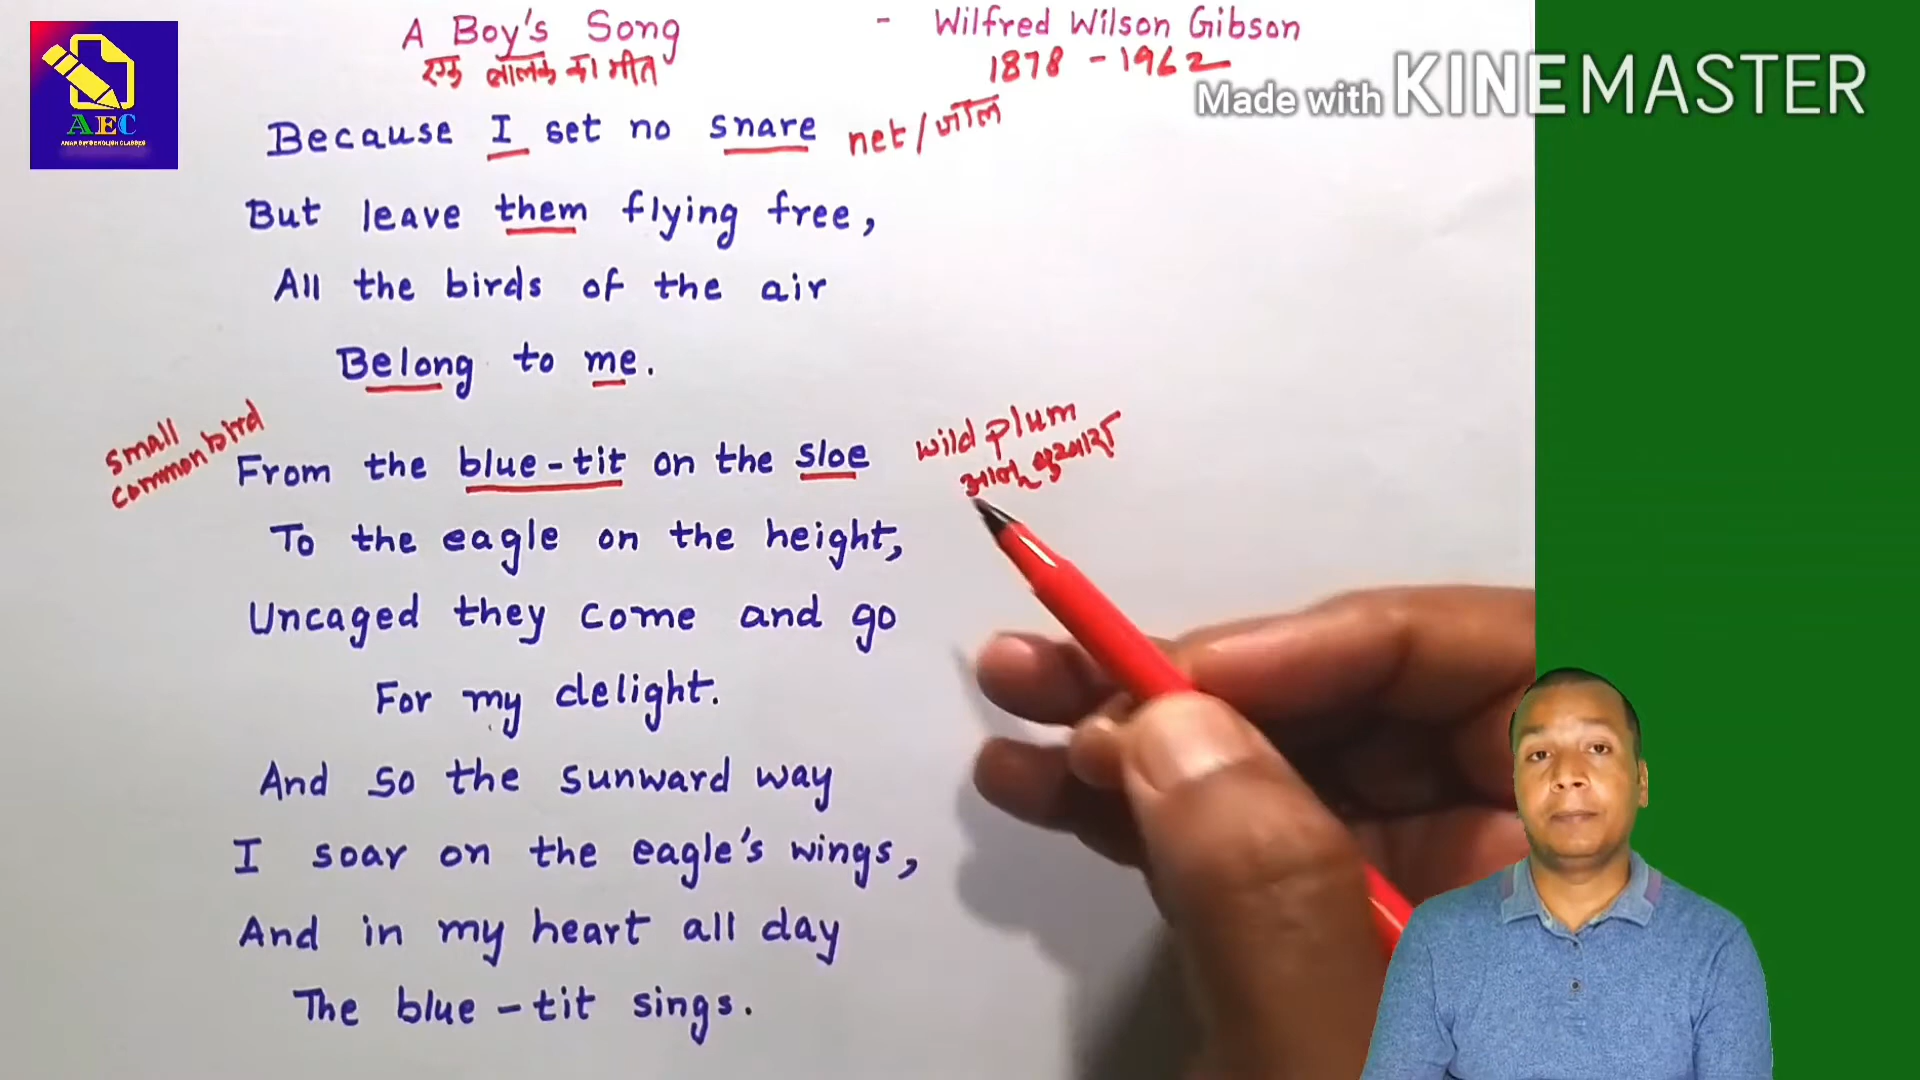 A Boy's Song - Wilfred Wilson Gibson
एक बालक का गीत 1878 - 1962
Made with KINEMASTER
AEC
Because I set no snare net / जाल
But leave them flying free,
All the birds of the air
Belong to me.
small
common bird
From the blue-tit on the sloe wild plum
आलू बुखारा
To the eagle on the height,
Uncaged they come and go
For my delight.
And so the sunward way
I soar on the eagle's wings,
And in my heart all day
The blue-tit sings.